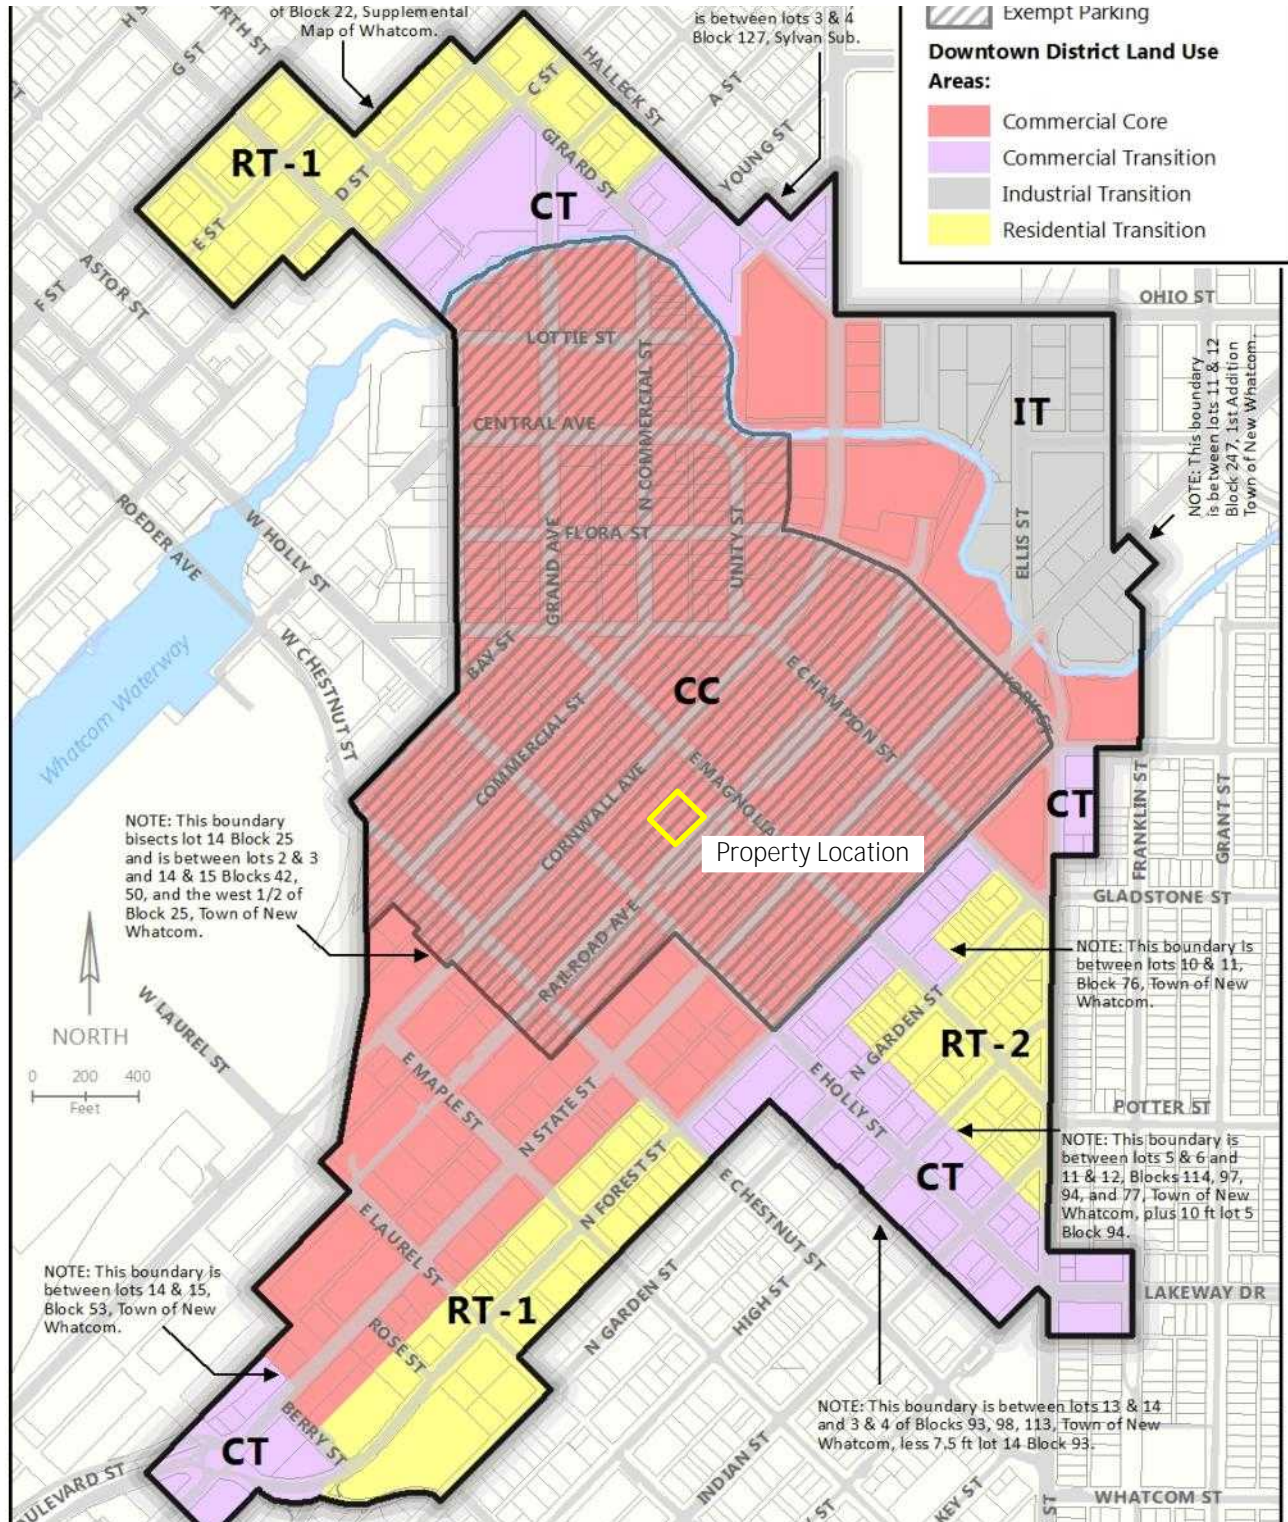 of Block 22, Supplemental
Map of Whatcom.
is between lots 3 & 4
Block 127, Sylvan Sub.
Exempt Parking
Downtown District Land Use
Areas:
Commercial Core
Commercial Transition
Industrial Transition
Residential Transition
H ST
G ST
RTH ST
C ST
HALLECK ST
A ST
YOUNG ST
GIRARD ST
RT-1
D ST
CT
E ST
ASTOR ST
F ST
OHIO ST
NOTE: This boundary
is between lots 11 & 12
Block 247, 1st Addition
Town of New Whatcom.
LOTTIE ST
N COMMERCIAL ST
IT
CENTRAL AVE
ROEDER AVE
W HOLLY ST
GRAND AVE
FLORA ST
UNITY ST
ELLIS ST
W CHESTNUT ST
Whatcom Waterway
BAY ST
CC
E CHAMPION ST
YORK ST
COMMERCIAL ST
CORNWALL AVE
E MAGNOLIA
Property Location
CT
FRANKLIN ST
GRANT ST
NOTE: This boundary
bisects lot 14 Block 25
and is between lots 2 & 3
and 14 & 15 Blocks 42,
50, and the west 1/2 of
Block 25, Town of New
Whatcom.
GLADSTONE ST
RAILROAD AVE
NOTE: This boundary is
between lots 10 & 11,
Block 76, Town of New
Whatcom.
NORTH
0 200 400
Feet
W LAUREL ST
E MAPLE ST
N STATE ST
N GARDEN ST
RT-2
E HOLLY ST
POTTER ST
NOTE: This boundary is
between lots 5 & 6 and
11 & 12, Blocks 114, 97,
94, and 77, Town of New
Whatcom, plus 10 ft lot 5
Block 94.
CT
N FOREST ST
E CHESTNUT ST
E LAUREL ST
NOTE: This boundary is
between lots 14 & 15,
Block 53, Town of New
Whatcom.
RT-1
ROSE ST
N GARDEN ST
HIGH ST
LAKEWAY DR
BERRY ST
CT
OULEVARD ST
NOTE: This boundary is between lots 13 & 14
and 3 & 4 of Blocks 93, 98, 113, Town of New
Whatcom, less 7.5 ft lot 14 Block 93.
INDIAN ST
KEY ST
ST
WHATCOM ST